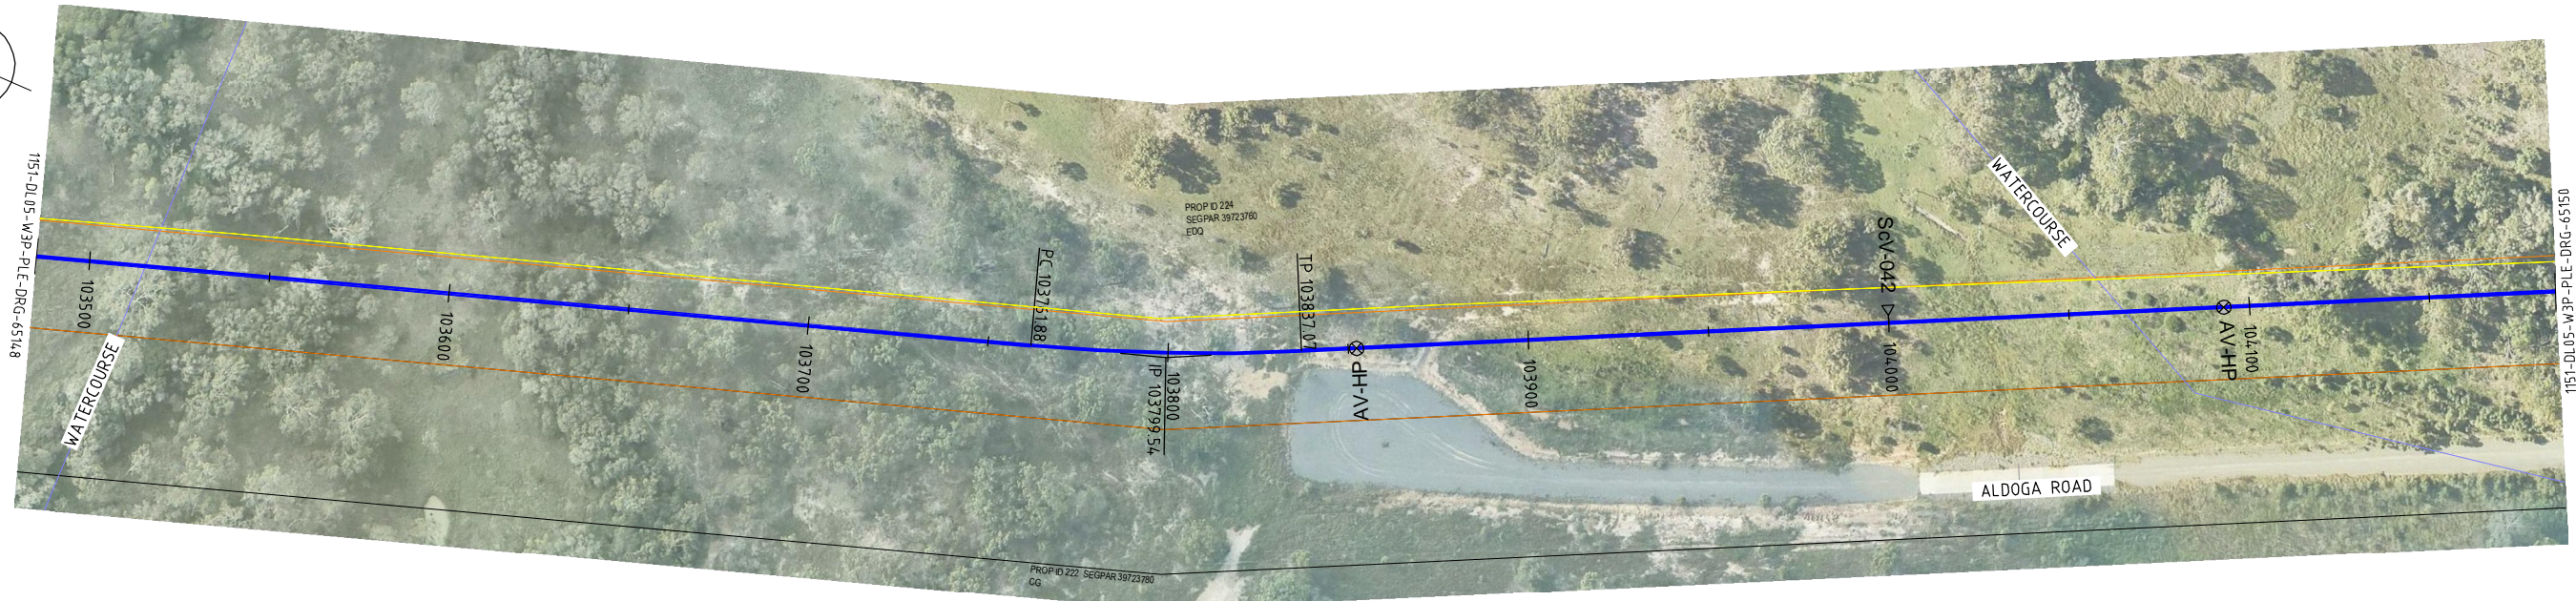 1151-DL05-W3P-PLE-DRG-65148
WATERCOURSE
103500
103600
103700
PC 103751.88
103800
IP 103799.54
PROP ID 224
SEGPAR 39723760
EDQ
TP 103837.07
AV-HP
103900
ScV-042
104000
WATERCOURSE
AV-HP
104100
ALDOGA ROAD
PROP ID 222 SEGPAR 39723780
CG
1151-DL05-W3P-PLE-DRG-65150